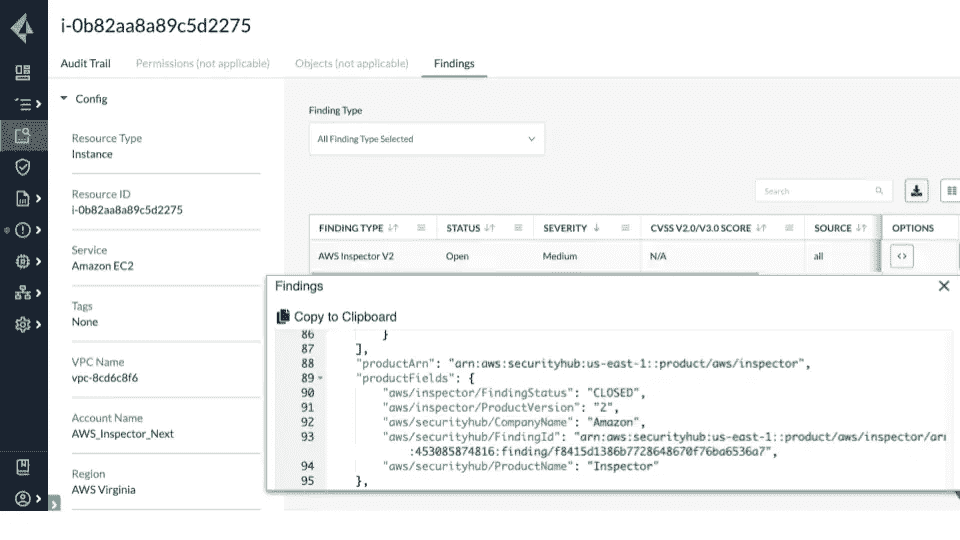 i-0b82aa8a89c5d2275
Audit Trail Permissions (not applicable) Objects (not applicable) Findings
Config
Resource Type
Instance
Resource ID
i-0b82aa8a89c5d2275
Service
Amazon EC2
Tags
None
VPC Name
vpc-8cd6c8f6
Account Name
AWS_Inspector_Next
Region
AWS Virginia
Finding Type
All Finding Type Selected
Search
FINDING TYPE STATUS SEVERITY CVSS V2.0/V3.0 SCORE SOURCE OPTIONS
AWS Inspector V2 Open Medium N/A all <>
Findings
Copy to Clipboard
86 }
87 ],
88 "productArn": "arn:aws:securityhub:us-east-1::product/aws/inspector",
89 "productFields": {
90 "aws/inspector/FindingStatus": "CLOSED",
91 "aws/inspector/ProductVersion": "2",
92 "aws/securityhub/CompanyName": "Amazon",
93 "aws/securityhub/FindingId": "arn:aws:securityhub:us-east-1::product/aws/inspector/arn
:453085874816:finding/f8415d1386b7728648670f76ba6536a7",
94 "aws/securityhub/ProductName": "Inspector"
95 },